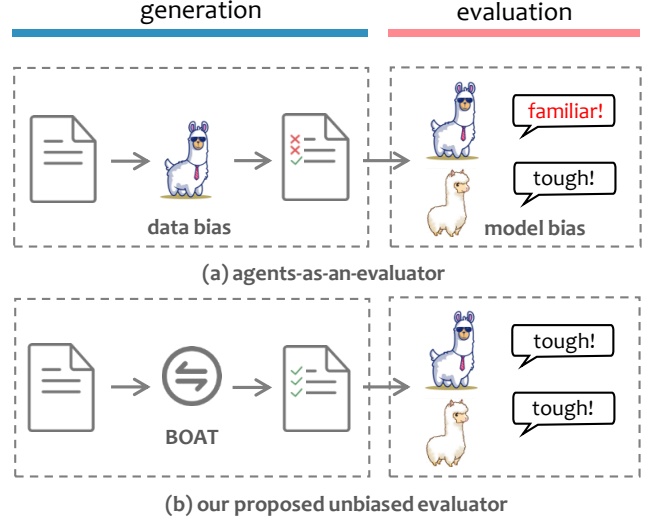 generation
evaluation
familiar!
tough!
data bias
model bias
(a) agents-as-an-evaluator
tough!
tough!
BOAT
(b) our proposed unbiased evaluator